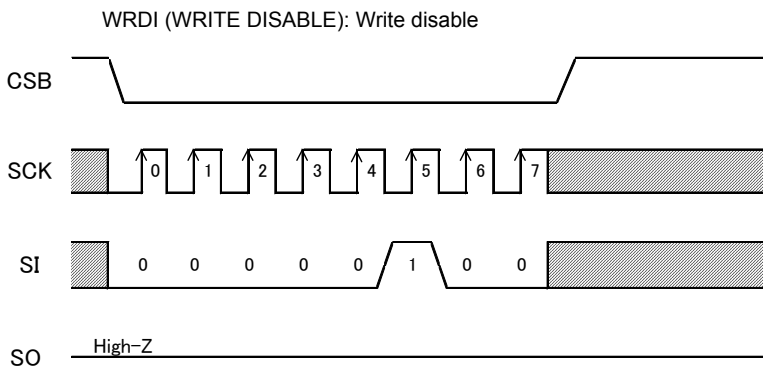 WRDI (WRITE DISABLE): Write disable
CSB
SCK 0 1 2 3 4 5 6 7
SI 0 0 0 0 0 1 0 0
High-Z
SO